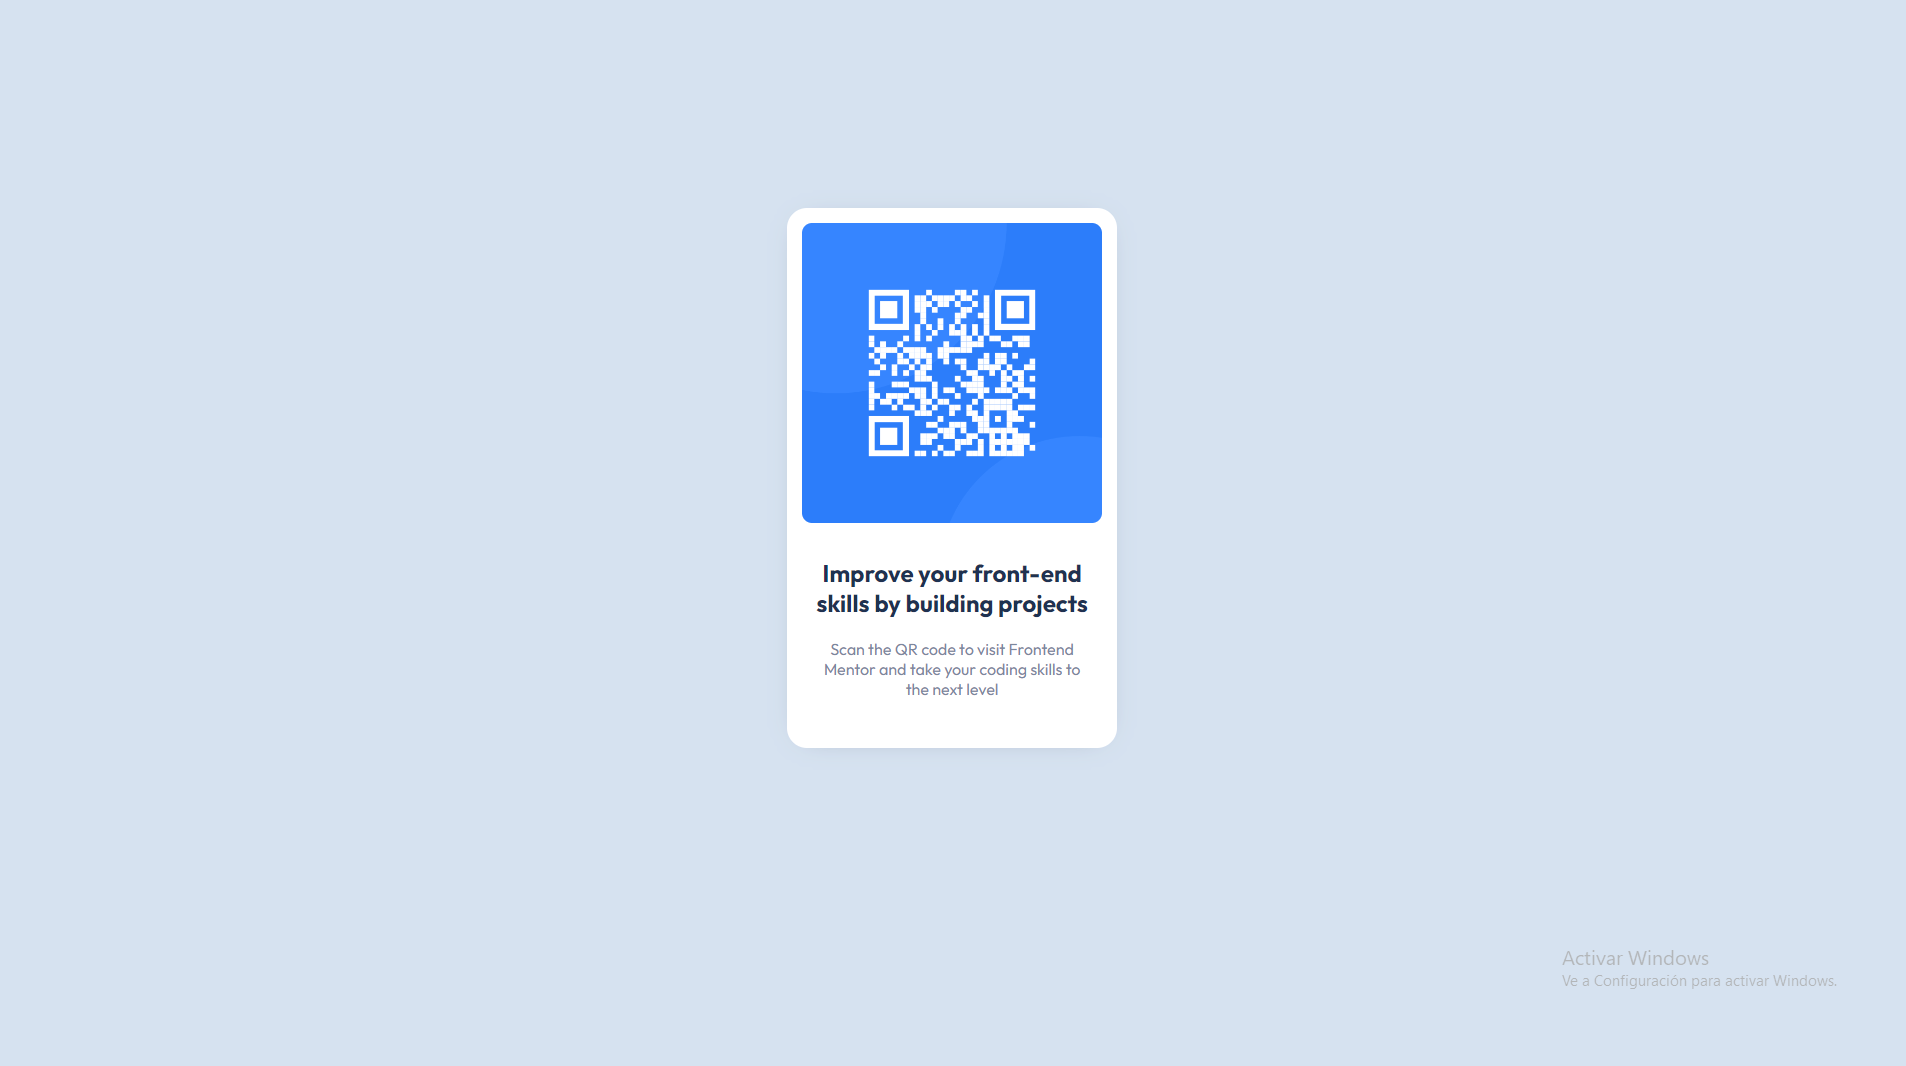 Improve your front-end
skills by building projects
Scan the QR code to visit Frontend
Mentor and take your coding skills to
the next level
Activar Windows
Ve a Configuración para activar Windows.